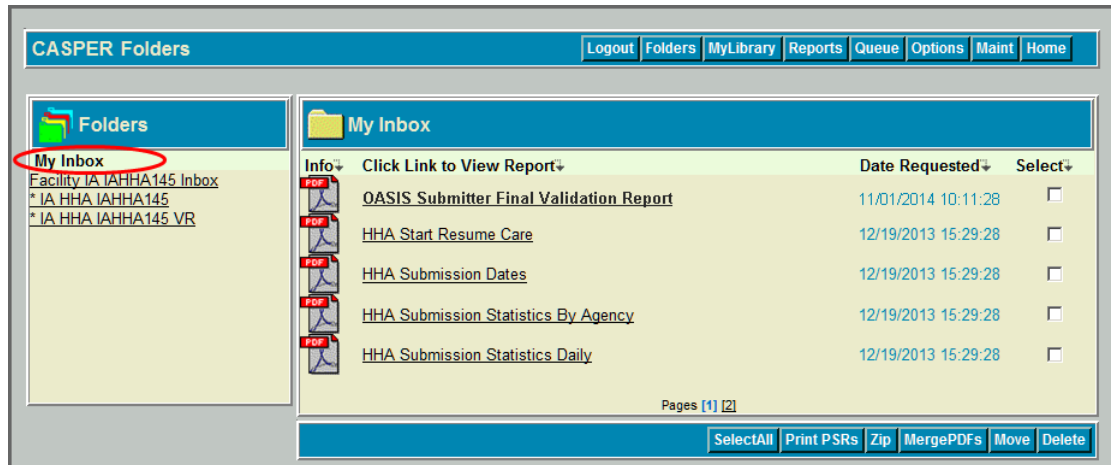 CASPER Folders
Logout Folders MyLibrary Reports Queue Options Maint Home
Folders
My Inbox
Facility IA IAHHA145 Inbox
* IA HHA IAHHA145
* IA HHA IAHHA145 VR
My Inbox
Info Click Link to View Report Date Requested Select
PDF OASIS Submitter Final Validation Report 11/01/2014 10:11:28
PDF HHA Start Resume Care 12/19/2013 15:29:28
PDF HHA Submission Dates 12/19/2013 15:29:28
PDF HHA Submission Statistics By Agency 12/19/2013 15:29:28
PDF HHA Submission Statistics Daily 12/19/2013 15:29:28
Pages [1] [2]
SelectAll Print PSRs Zip MergePDFs Move Delete